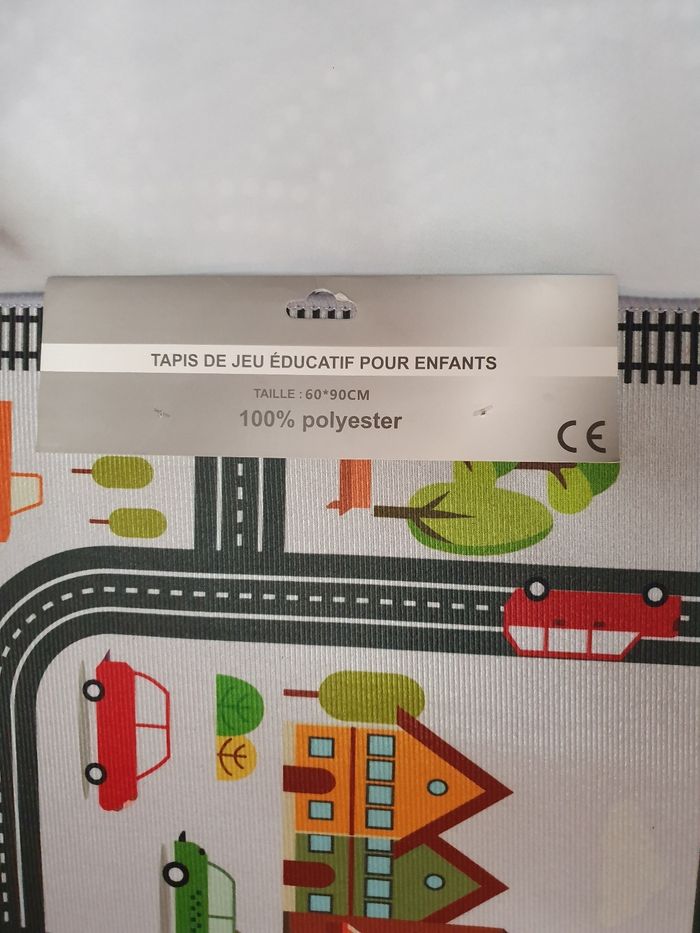 TAPIS DE JEU ÉDUCATIF POUR ENFANTS
TAILLE : 60*90CM
100% polyester
CE